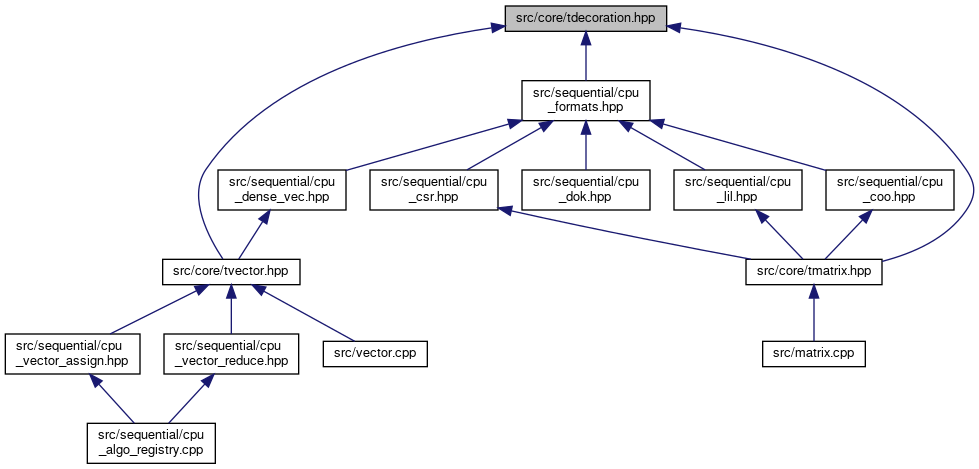 src/core/tdecoration.hpp
src/sequential/cpu
_formats.hpp
src/sequential/cpu
_dense_vec.hpp
src/sequential/cpu
_csr.hpp
src/sequential/cpu
_dok.hpp
src/sequential/cpu
_lil.hpp
src/sequential/cpu
_coo.hpp
src/core/tvector.hpp
src/core/tmatrix.hpp
src/sequential/cpu
_vector_assign.hpp
src/sequential/cpu
_vector_reduce.hpp
src/vector.cpp
src/matrix.cpp
src/sequential/cpu
_algo_registry.cpp